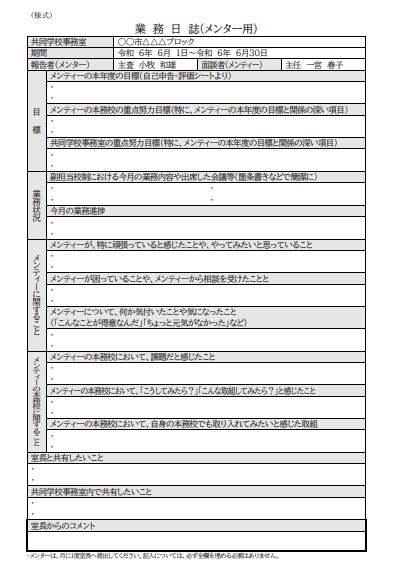 （様式）
業 務 日 誌（メンター用）
共同学校事務室 〇〇市△△△ブロック
期間 令和 6年 6月 1日～令和 6年 6月30日
報告者（メンター） 主査 小牧 和雄 面談者（メンティー） 主任 一宮 春子
目標
メンティーの本年度の目標（自己申告・評価シートより）
・
・
メンティーの本務校の重点努力目標（特に、メンティーの本年度の目標と関係の深い項目）
・
・
共同学校事務室の重点努力目標（特に、メンティーの本年度の目標と関係の深い項目）
・
・
業務状況
副担当校制における今月の業務内容や出席した会議等（箇条書きなどで簡潔に）
・ ・
・ ・
今月の業務進捗
・
・
メンティーに関すること
メンティーが、特に頑張っていると感じたことや、やってみたいと思っていること
・
・
メンティーが困っていることや、メンティーから相談を受けたことと
・
・
メンティーについて、何か気付いたことや気になったこと
（「こんなことが得意なんだ」「ちょっと元気がなかった」など）
・
・
メンティーの本務校に関すること
メンティーの本務校において、課題だと感じたこと
・
・
メンティーの本務校において、「こうしてみたら？」「こんな取組してみたら？」と感じたこと
・
・
メンティーの本務校において、自身の本務校でも取り入れてみたいと感じた取組
・
・
室長と共有したいこと
・
・
共同学校事務室内で共有したいこと
・
・
室長からのコメント
・メンターは、月に1度室長へ提出してください。記入については、必ず全欄を埋める必要はありません。